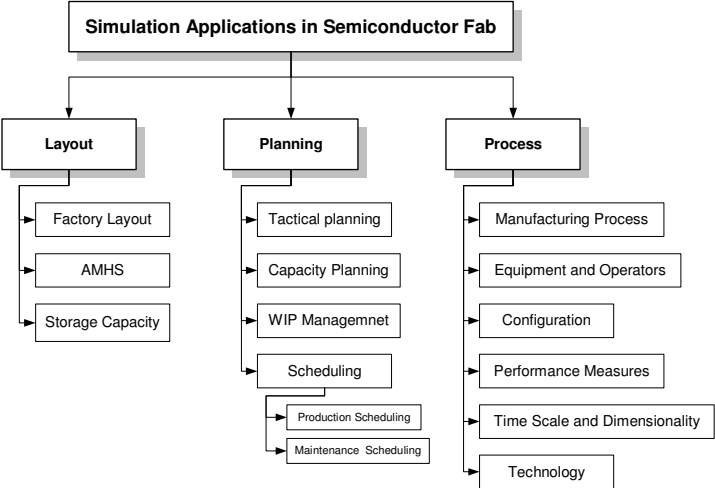 Simulation Applications in Semiconductor Fab
Layout
Factory Layout
AMHS
Storage Capacity
Planning
Tactical planning
Capacity Planning
WIP Managemnet
Scheduling
Production Scheduling
Maintenance Scheduling
Process
Manufacturing Process
Equipment and Operators
Configuration
Performance Measures
Time Scale and Dimensionality
Technology